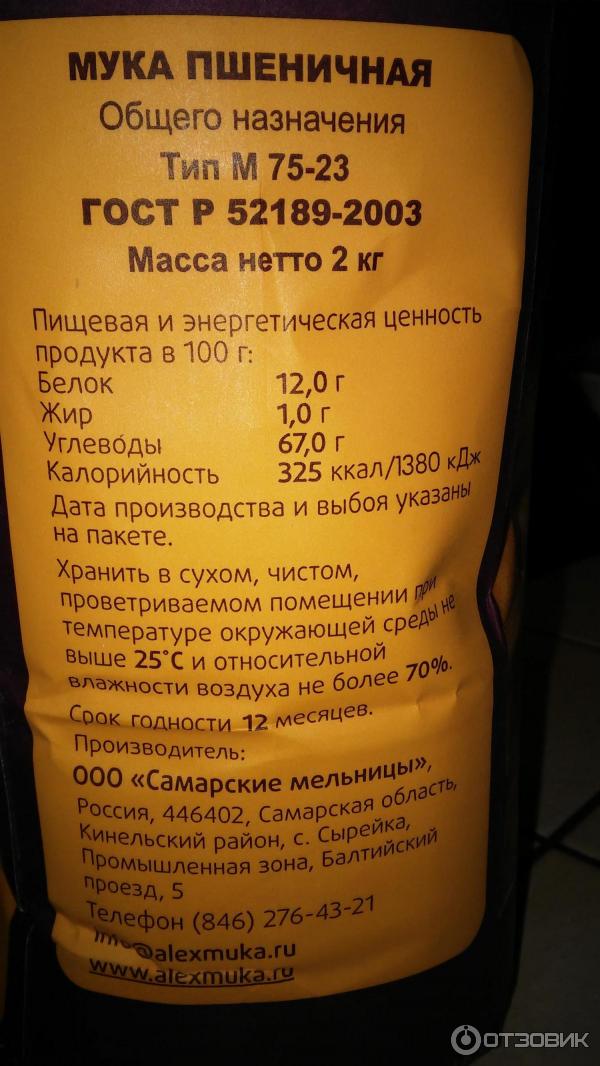 МУКА ПШЕНИЧНАЯ
Общего назначения
Тип М 75-23
ГОСТ Р 52189-2003
Масса нетто 2 кг
Пищевая и энергетическая ценность
продукта в 100 г:
Белок 12,0 г
Жир 1,0 г
Углеводы 67,0 г
Калорийность 325 ккал/1380 кДж
Дата производства и выбоя указаны
на пакете.
Хранить в сухом, чистом,
проветриваемом помещении при
температуре окружающей среды не
выше 25°С и относительной
влажности воздуха не более 70%.
Срок годности 12 месяцев.
Производитель:
ООО «Самарские мельницы»,
Россия, 446402, Самарская область,
Кинельский район, с. Сырейка,
Промышленная зона, Балтийский
проезд, 5
Телефон (846) 276-43-21
info@alexmuka.ru
www.alexmuka.ru
ОТЗОВИК